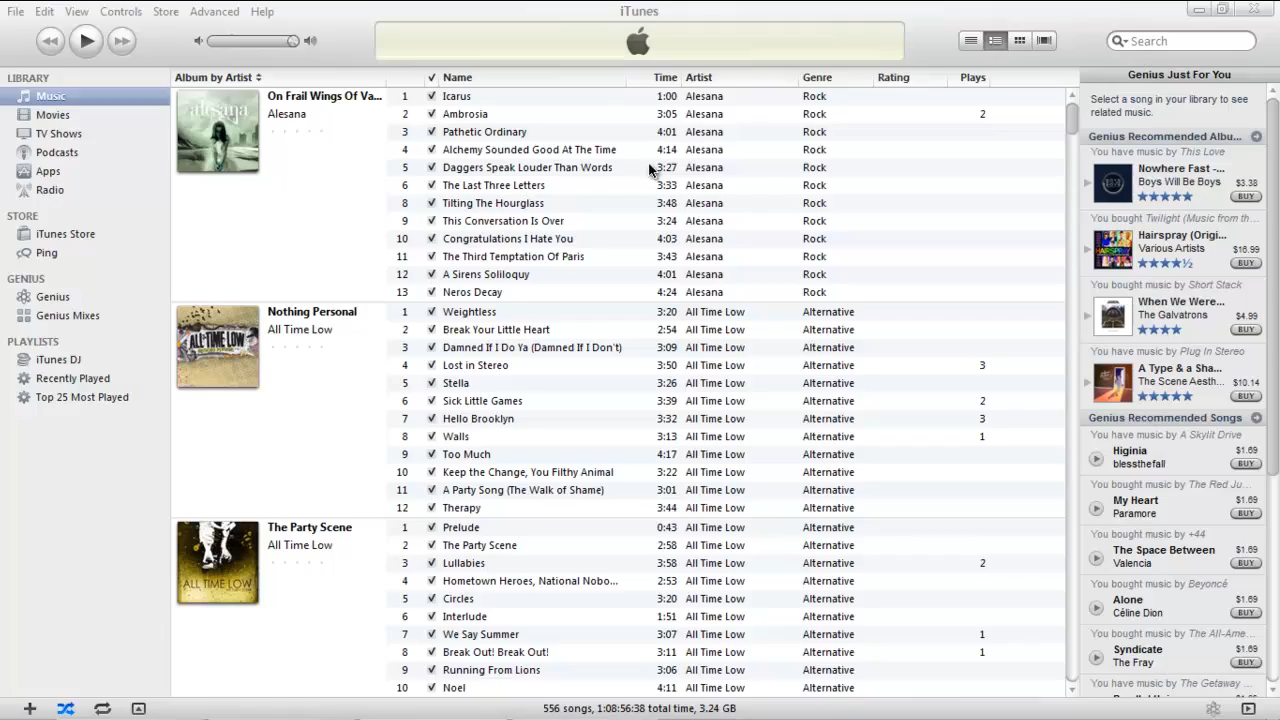 File Edit View Controls Store Advanced Help
iTunes
Search
LIBRARY
Music
Movies
TV Shows
Podcasts
Apps
Radio
STORE
iTunes Store
Ping
GENIUS
Genius
Genius Mixes
PLAYLISTS
iTunes DJ
Recently Played
Top 25 Most Played
Album by Artist Name Time Artist Genre Rating Plays
alesana
On Frail Wings Of Va...
Alesana
1 Icarus 1:00 Alesana Rock
2 Ambrosia 3:05 Alesana Rock 2
3 Pathetic Ordinary 4:01 Alesana Rock
4 Alchemy Sounded Good At The Time 4:14 Alesana Rock
5 Daggers Speak Louder Than Words 3:27 Alesana Rock
6 The Last Three Letters 3:33 Alesana Rock
8 Tilting The Hourglass 3:48 Alesana Rock
9 This Conversation Is Over 3:24 Alesana Rock
10 Congratulations I Hate You 4:03 Alesana Rock
11 The Third Temptation Of Paris 3:43 Alesana Rock
12 A Sirens Soliloquy 4:01 Alesana Rock
13 Neros Decay 4:24 Alesana Rock
ALL TIME LOW
Nothing Personal
All Time Low
1 Weightless 3:20 All Time Low Alternative
2 Break Your Little Heart 2:54 All Time Low Alternative
3 Damned If I Do Ya (Damned If I Don't) 3:09 All Time Low Alternative
4 Lost in Stereo 3:50 All Time Low Alternative 3
5 Stella 3:26 All Time Low Alternative
6 Sick Little Games 3:39 All Time Low Alternative 2
7 Hello Brooklyn 3:32 All Time Low Alternative 3
8 Walls 3:13 All Time Low Alternative 1
9 Too Much 4:17 All Time Low Alternative
10 Keep the Change, You Filthy Animal 3:22 All Time Low Alternative
11 A Party Song (The Walk of Shame) 3:01 All Time Low Alternative
12 Therapy 3:44 All Time Low Alternative
ALL TIME LOW
The Party Scene
All Time Low
1 Prelude 0:43 All Time Low Alternative
2 The Party Scene 2:58 All Time Low Alternative
3 Lullabies 3:58 All Time Low Alternative 2
4 Hometown Heroes, National Nobo... 2:53 All Time Low Alternative
5 Circles 3:20 All Time Low Alternative
6 Interlude 1:51 All Time Low Alternative
7 We Say Summer 3:07 All Time Low Alternative 1
8 Break Out! Break Out! 3:11 All Time Low Alternative 1
9 Running From Lions 3:06 All Time Low Alternative
10 Noel 4:11 All Time Low Alternative
Genius Just For You
Select a song in your library to see
related music.
Genius Recommended Albu...
You have music by This Love
Nowhere Fast -...
Boys Will Be Boys $3.38
BUY
You bought Twilight (Music from th...
Hairspray (Origi...
Various Artists $16.99
BUY
You have music by Short Stack
When We Were...
The Galvatrons $4.99
BUY
You have music by Plug In Stereo
A Type & a Sha...
The Scene Aesth... $10.14
BUY
Genius Recommended Songs
You have music by A Skylit Drive
Higinia $1.69
blessthefall BUY
You have music by The Red Ju...
My Heart $1.69
Paramore BUY
You bought music by +44
The Space Between $1.69
Valencia BUY
You bought music by Beyoncé
Alone $1.69
Céline Dion BUY
You bought music by The All-Ame...
Syndicate $1.69
The Fray BUY
You have music by The Getaway ...
556 songs, 1:08:56:38 total time, 3.24 GB